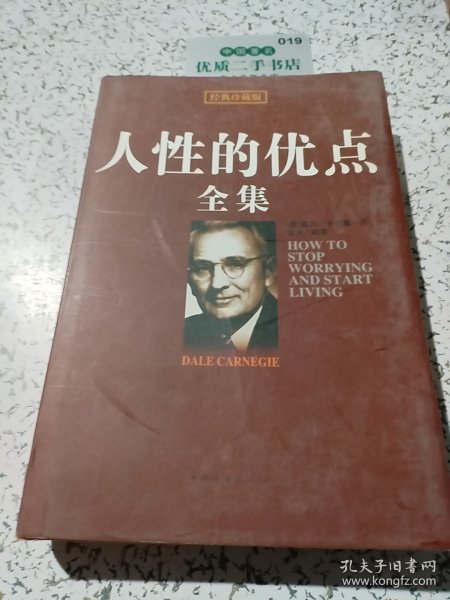 019
中国著名
优质二手书店
经典珍藏版
人性的优点
全集
HOW TO
STOP
WORRYING
AND START
LIVING
DALE CARNEGIE
孔夫子旧书网
www.kongfz.com